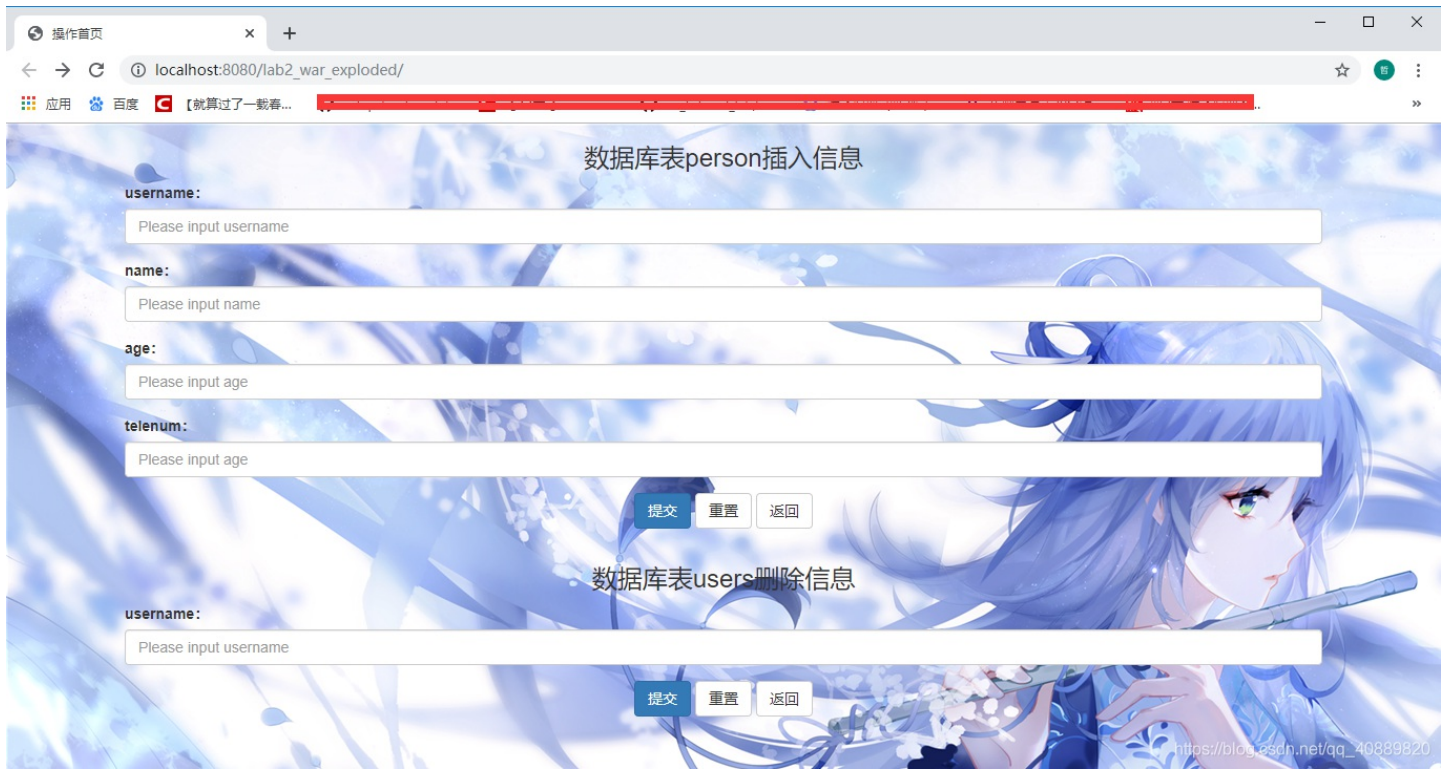 操作首页
localhost:8080/lab2_war_exploded/
哲
应用 百度 【就算过了一载春...
数据库表person插入信息
username:
Please input username
name:
Please input name
age:
Please input age
telenum:
Please input age
提交 重置 返回
数据库表users删除信息
username:
Please input username
提交 重置 返回
https://blog.csdn.net/qq_40889820